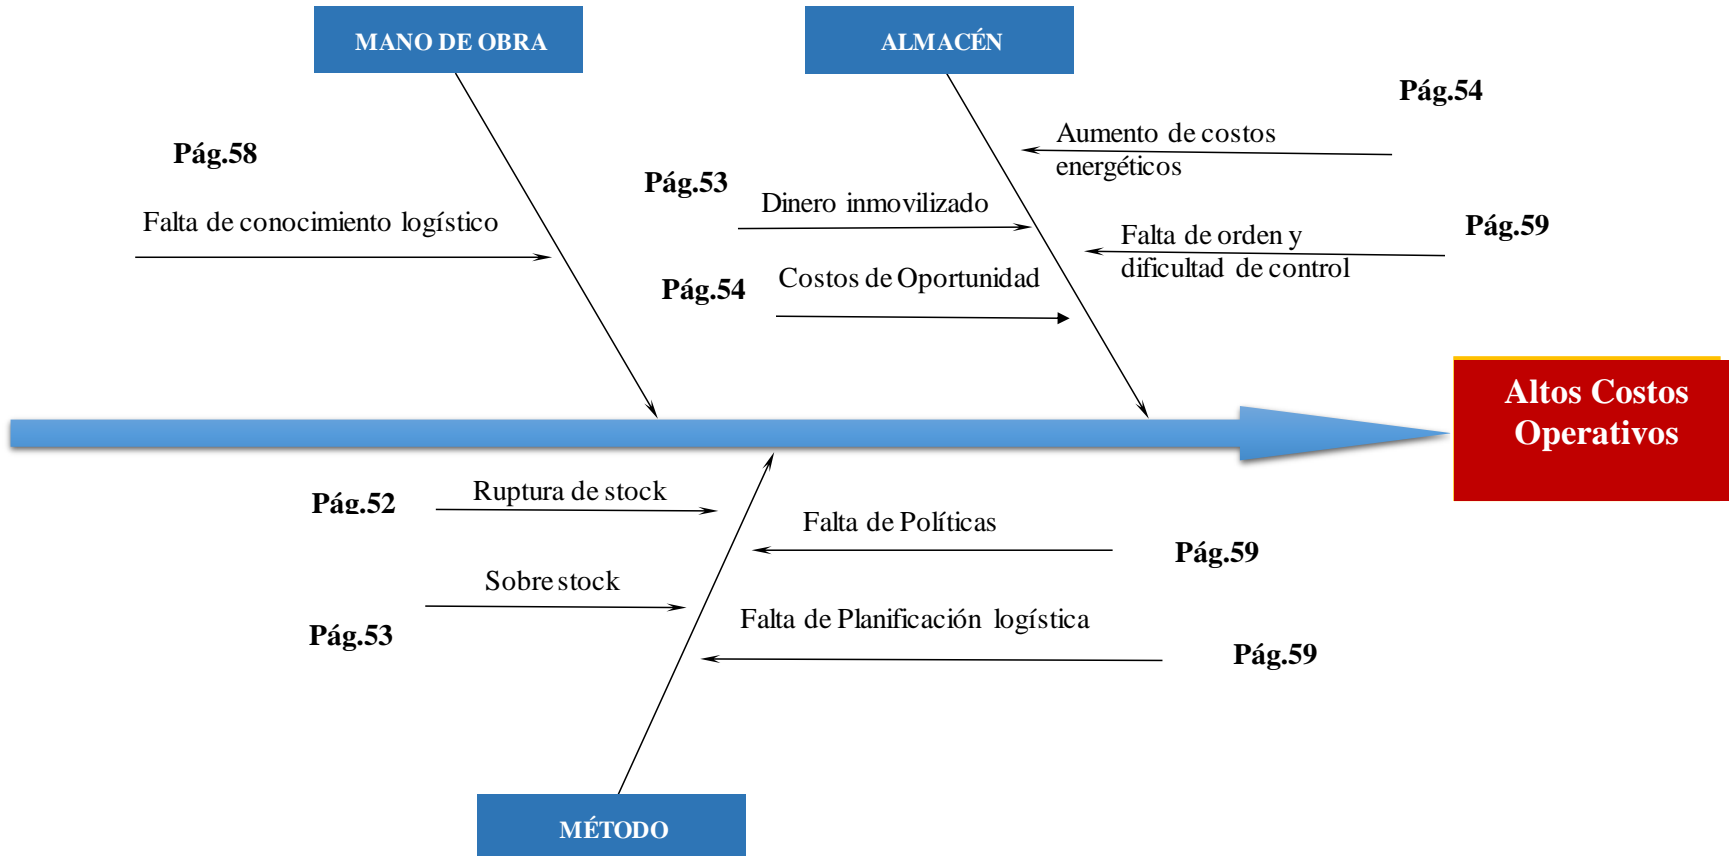 MANO DE OBRA
ALMACÉN
Pág.54
Aumento de costos
energéticos
Pág.58
Pág.53
Dinero inmovilizado
Falta de conocimiento logístico
Pág.59
Falta de orden y
dificultad de control
Pág.54
Costos de Oportunidad
Altos Costos
Operativos
Pág.52
Ruptura de stock
Falta de Políticas
Pág.59
Sobre stock
Pág.53
Falta de Planificación logística
Pág.59
MÉTODO